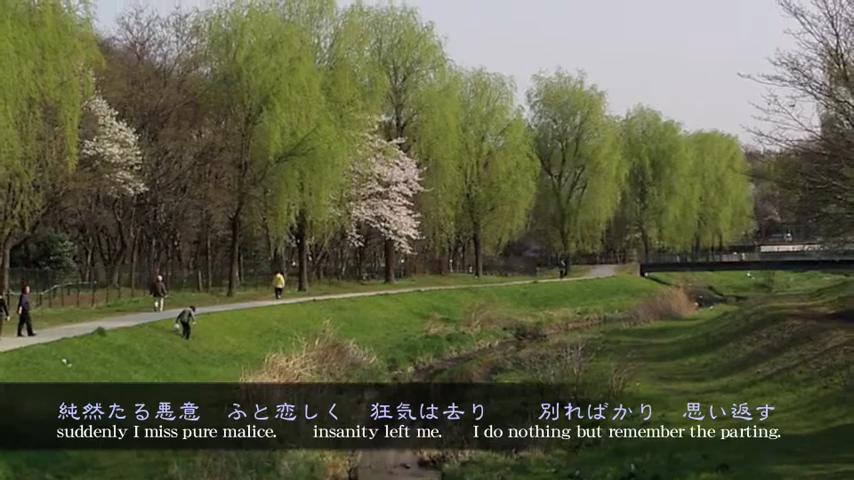 純然たる悪意　ふと恋しく　狂気は去り　　別ればかり　思い返す
suddenly I miss pure malice.　　insanity left me.　　I do nothing but remember the parting.